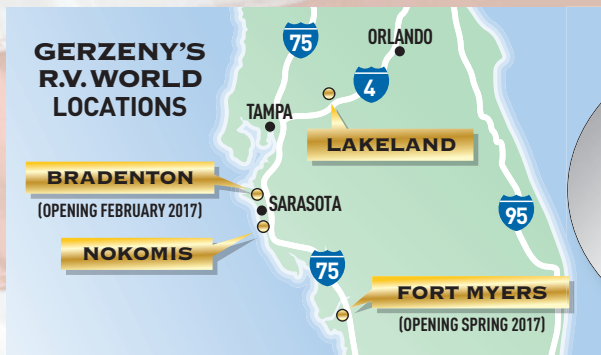 GERZENY'S
R.V. WORLD
LOCATIONS
75
ORLANDO
4
TAMPA
LAKELAND
BRADENTON
(OPENING FEBRUARY 2017)
SARASOTA
95
NOKOMIS
75
FORT MYERS
(OPENING SPRING 2017)